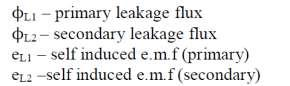 ϕL1 – primary leakage flux
ϕL2 – secondary leakage flux
eL1 – self induced e.m.f (primary)
eL2 –self induced e.m.f (secondary)